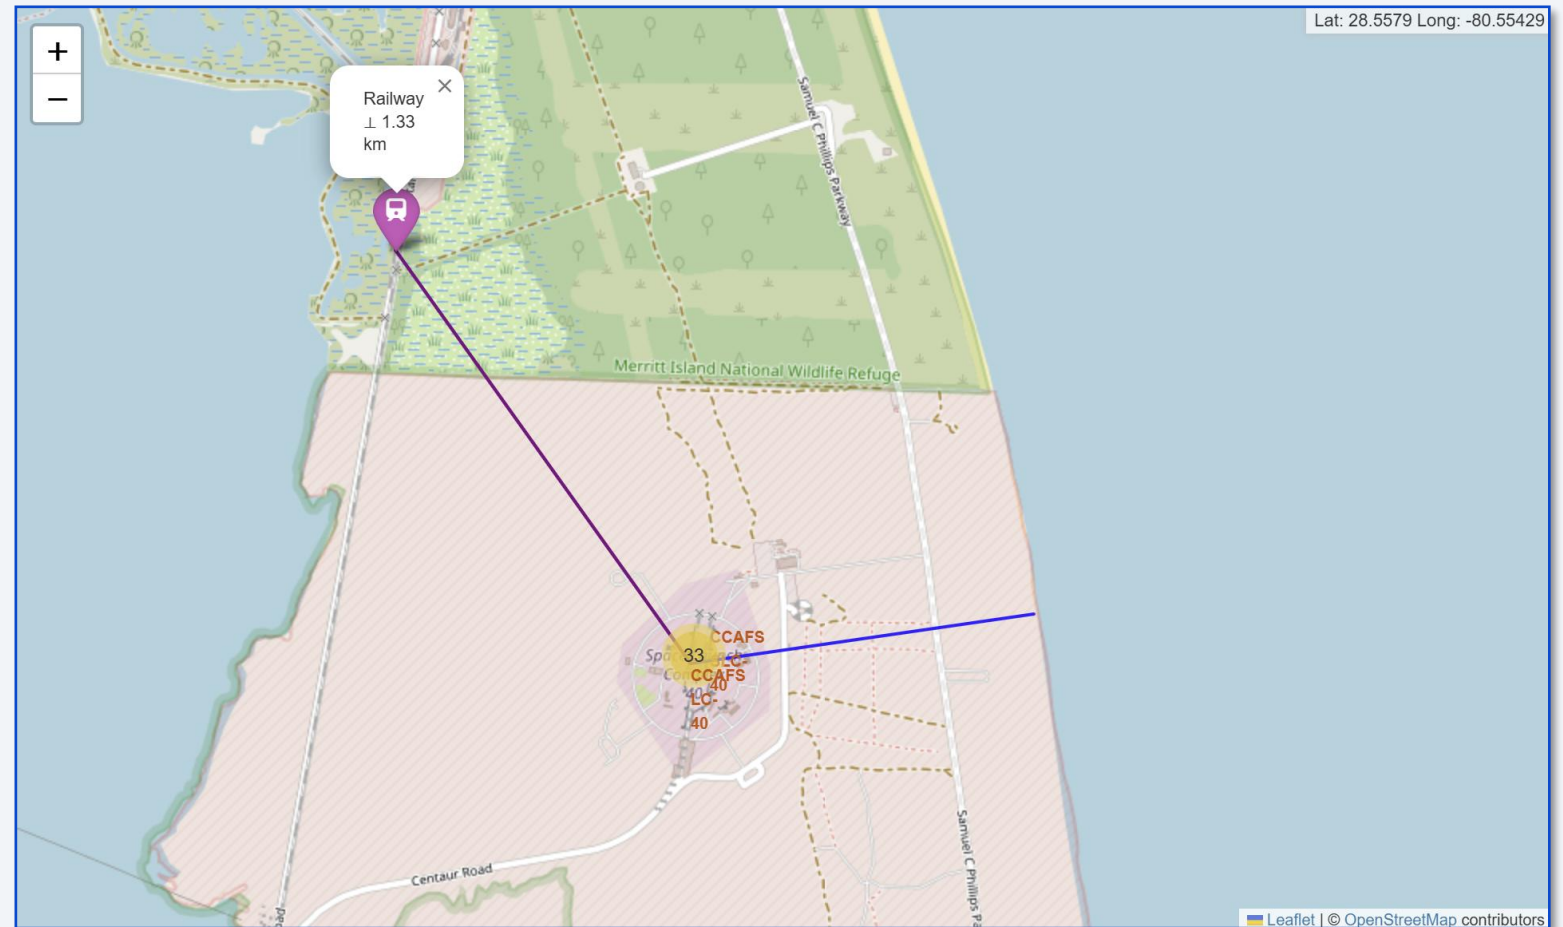 Lat: 28.5579 Long: -80.55429
+
−
Railway
⊥ 1.33
km
×
Samuel C Phillips Parkway
Merritt Island National Wildlife Refuge
33
CCAFS
LC-
40
CCAFS
LC-
40
Samuel C Phillips Pa
Centaur Road
Leaflet | © OpenStreetMap contributors